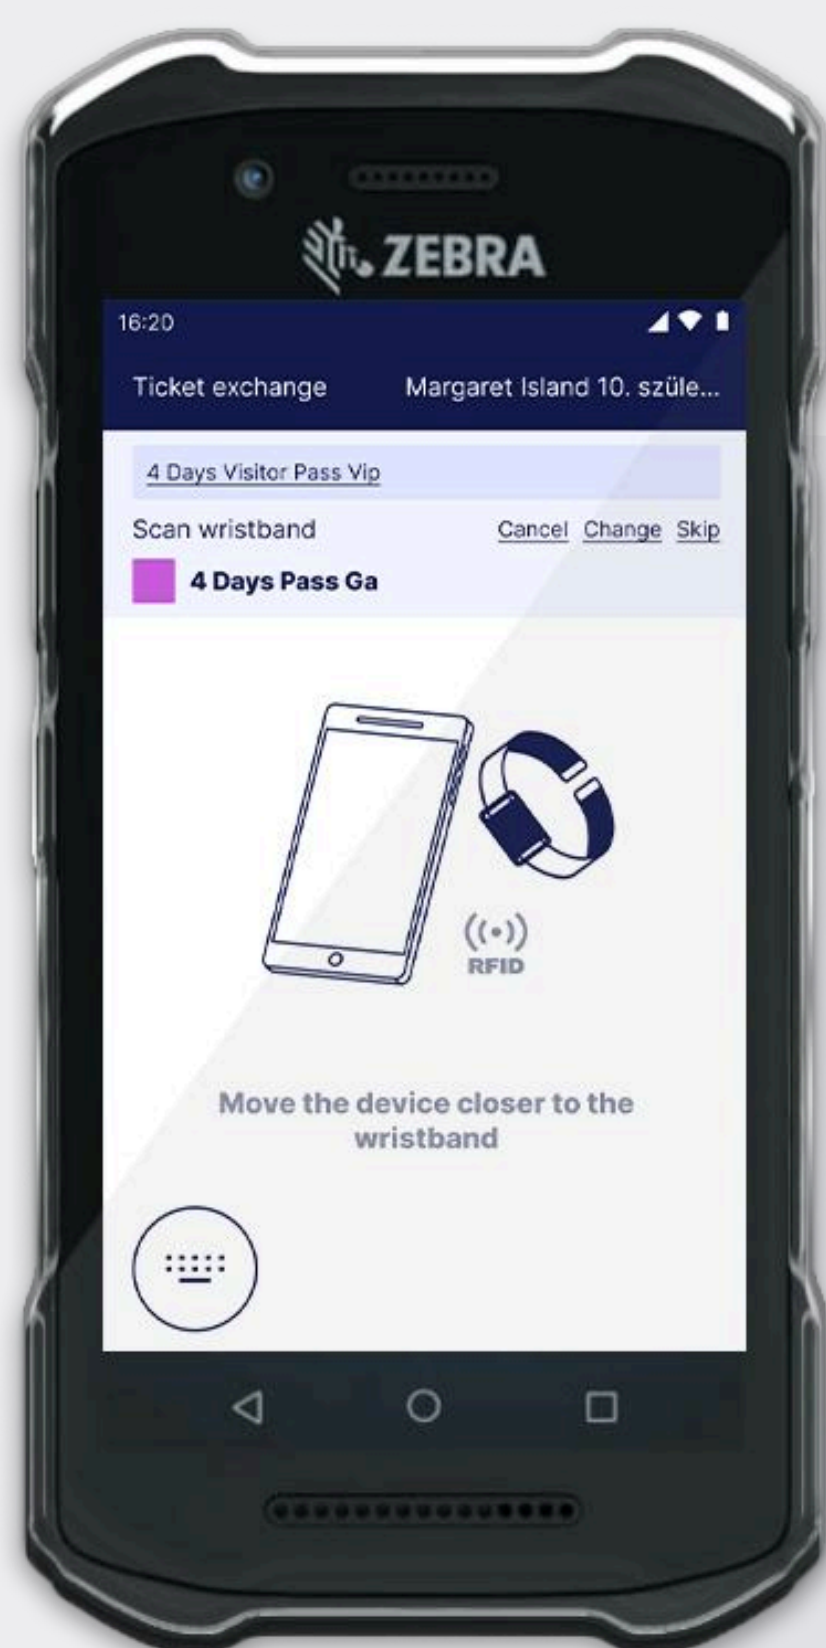 ZEBRA
16:20
Ticket exchange Margaret Island 10. szüle...
4 Days Visitor Pass Vip
Scan wristband Cancel Change Skip
4 Days Pass Ga
RFID
Move the device closer to the
wristband